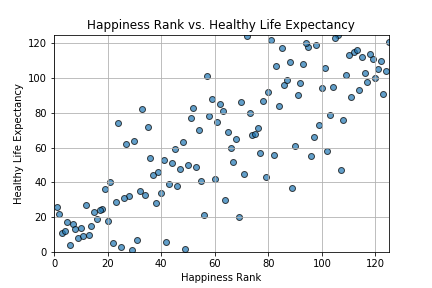 Happiness Rank vs. Healthy Life Expectancy
Healthy Life Expectancy
120
100
80
60
40
20
0
0 20 40 60 80 100 120
Happiness Rank